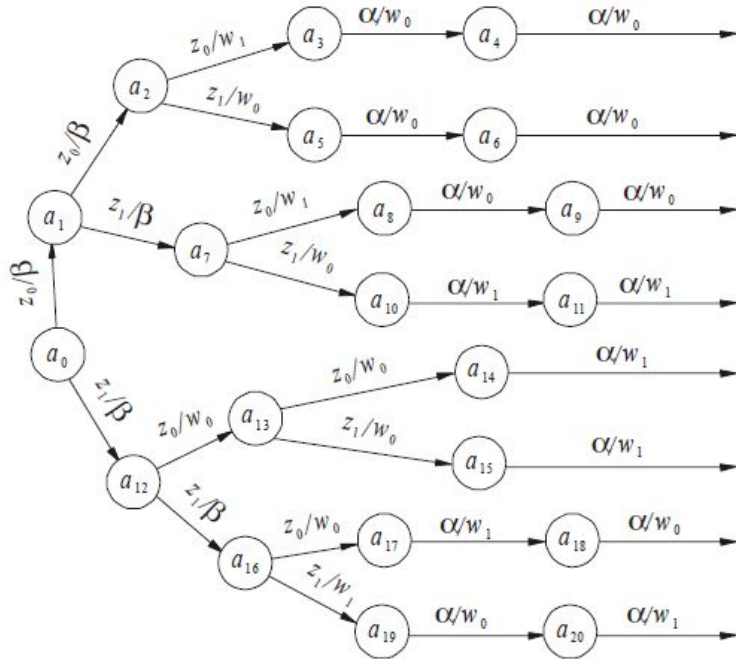 z₀/w₁ a₃ α/w₀ a₄ α/w₀
a₂
z₁/w₀ a₅ α/w₀ a₆ α/w₀
z₀/β
a₁ z₁/β a₇ z₀/w₁ a₈ α/w₀ a₉ α/w₀
z₁/w₀ a₁₀ α/w₁ a₁₁ α/w₁
z₀/β
a₀
z₁/β
z₀/w₀ a₁₃ z₀/w₀ a₁₄ α/w₁
z₁/w₀ a₁₅ α/w₁
a₁₂
z₁/β a₁₆ z₀/w₀ a₁₇ α/w₁ a₁₈ α/w₀
z₁/w₁ a₁₉ α/w₀ a₂₀ α/w₁